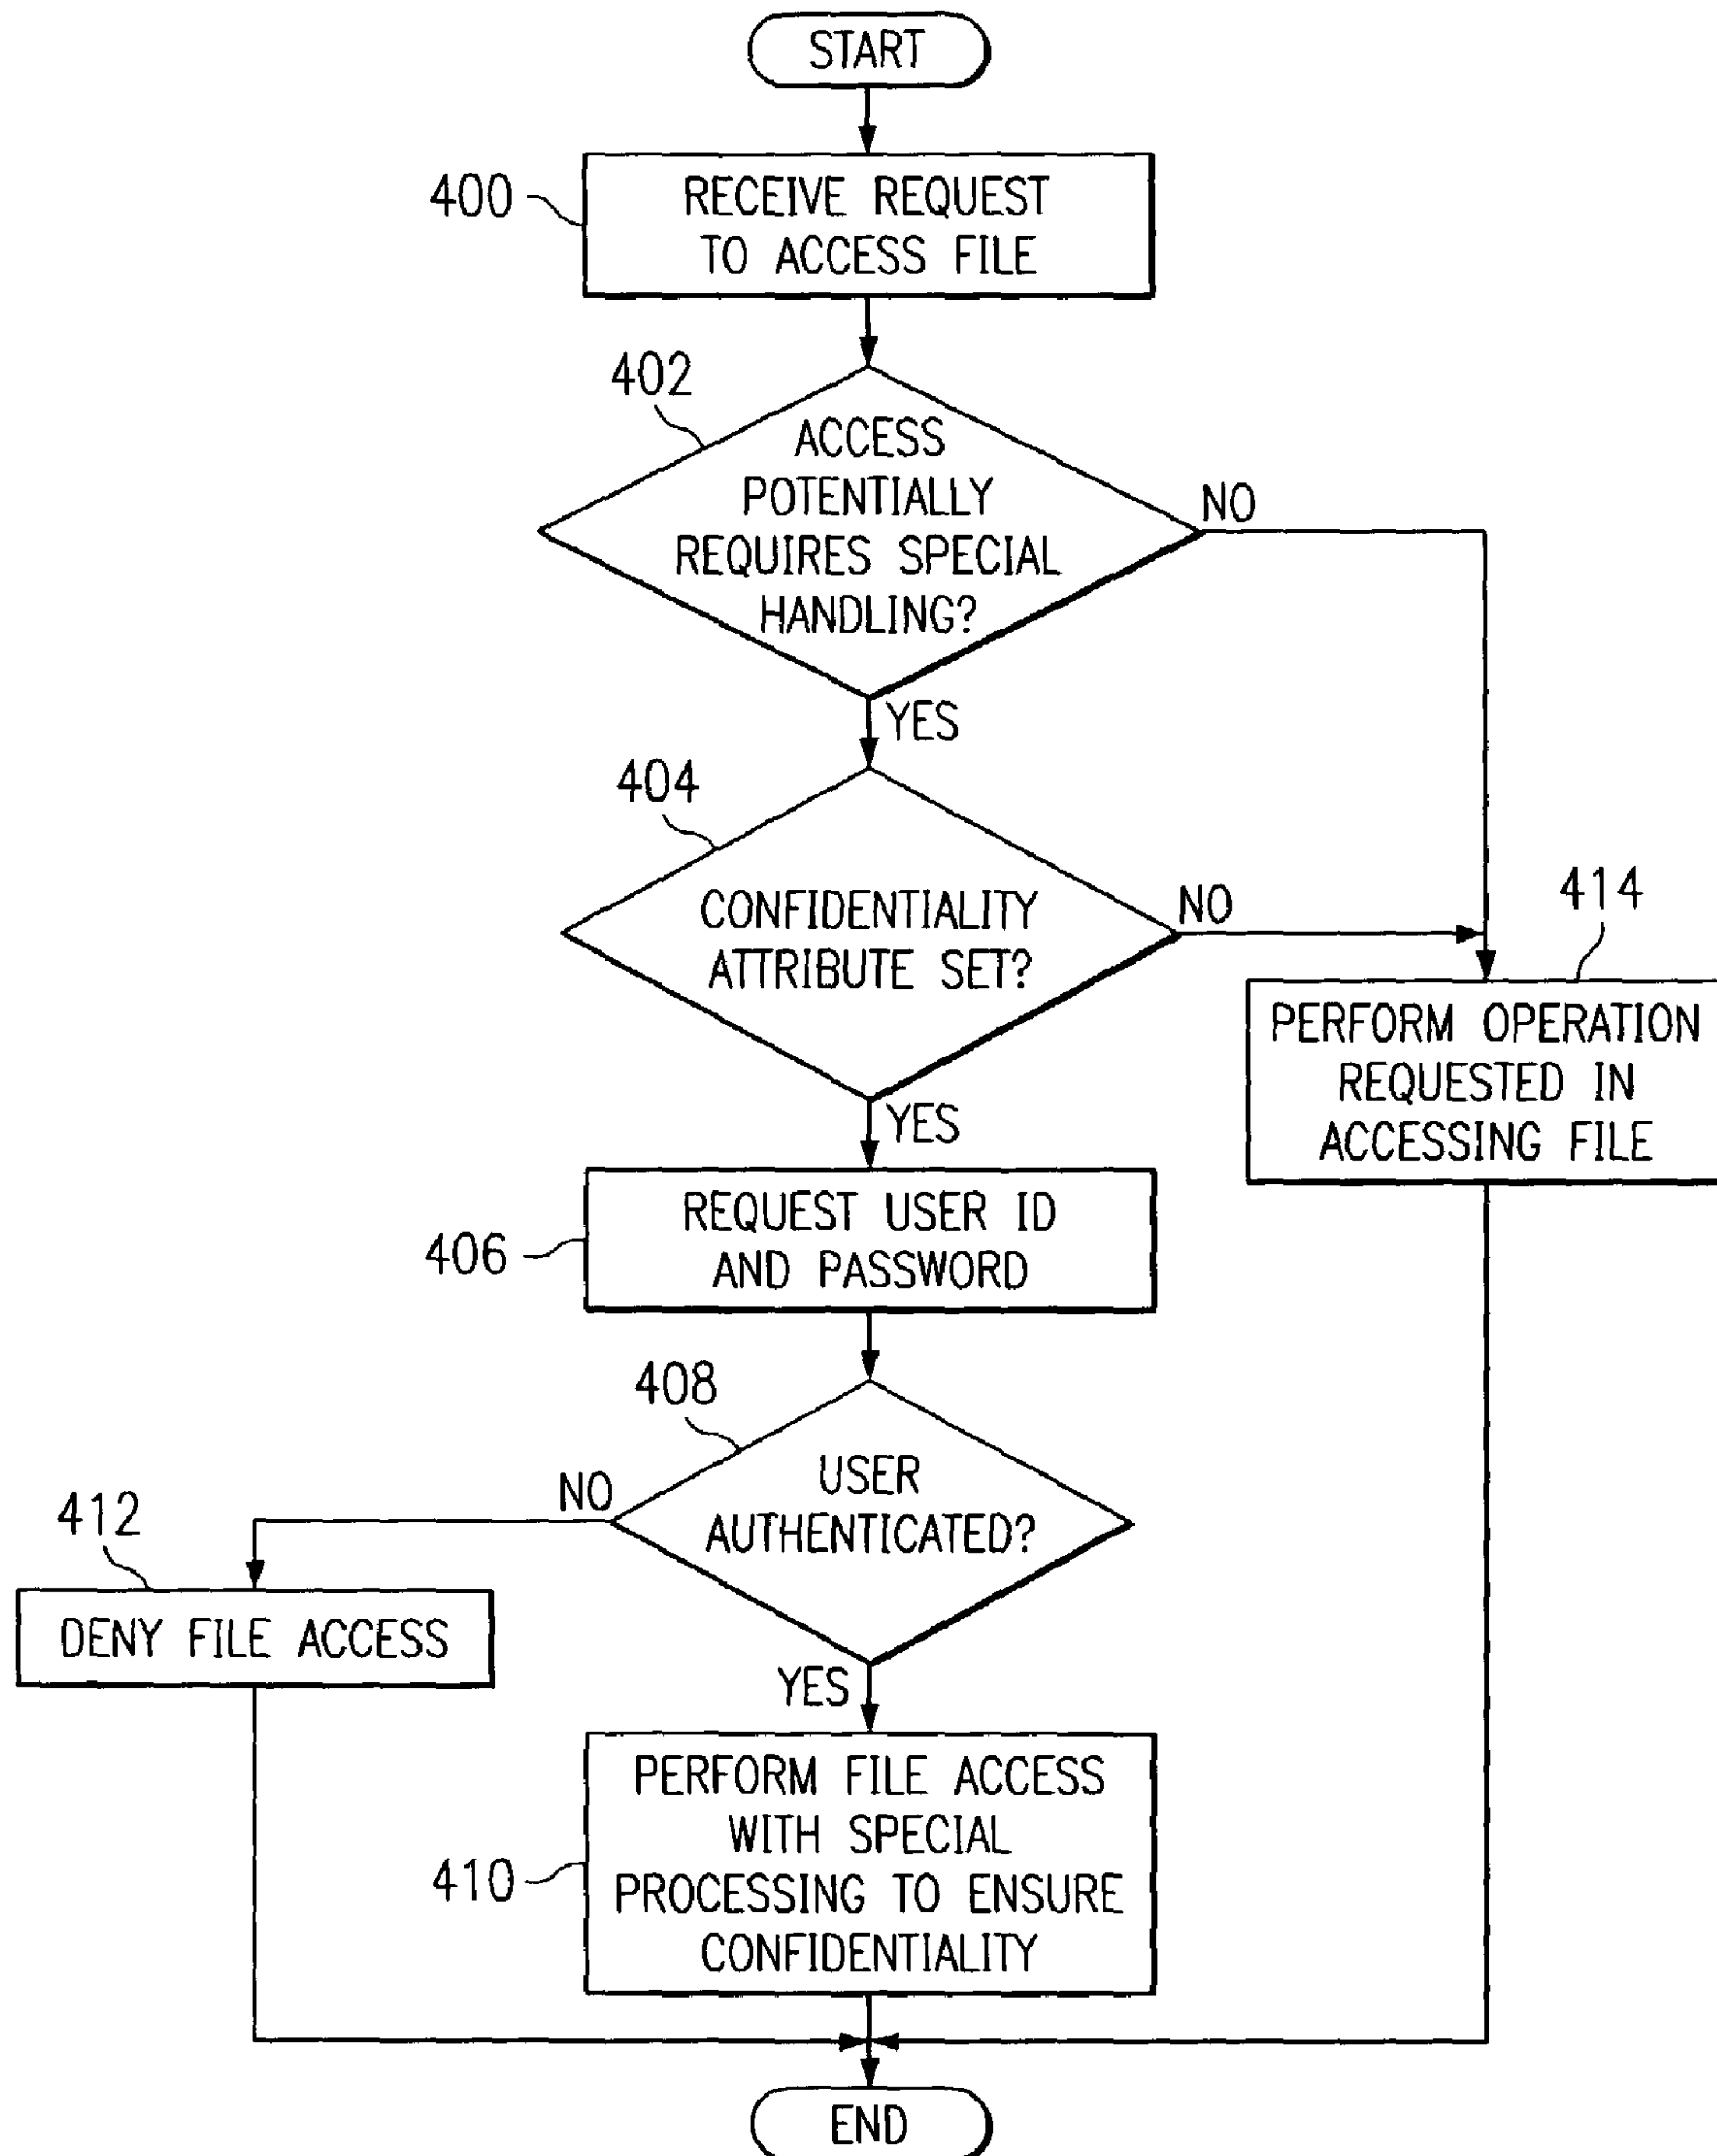 START
400
RECEIVE REQUEST
TO ACCESS FILE
402
ACCESS
POTENTIALLY
REQUIRES SPECIAL
HANDLING?
NO
YES
404
CONFIDENTIALITY
ATTRIBUTE SET?
NO
414
PERFORM OPERATION
REQUESTED IN
ACCESSING FILE
YES
406
REQUEST USER ID
AND PASSWORD
408
USER
AUTHENTICATED?
NO
412
DENY FILE ACCESS
YES
410
PERFORM FILE ACCESS
WITH SPECIAL
PROCESSING TO ENSURE
CONFIDENTIALITY
END